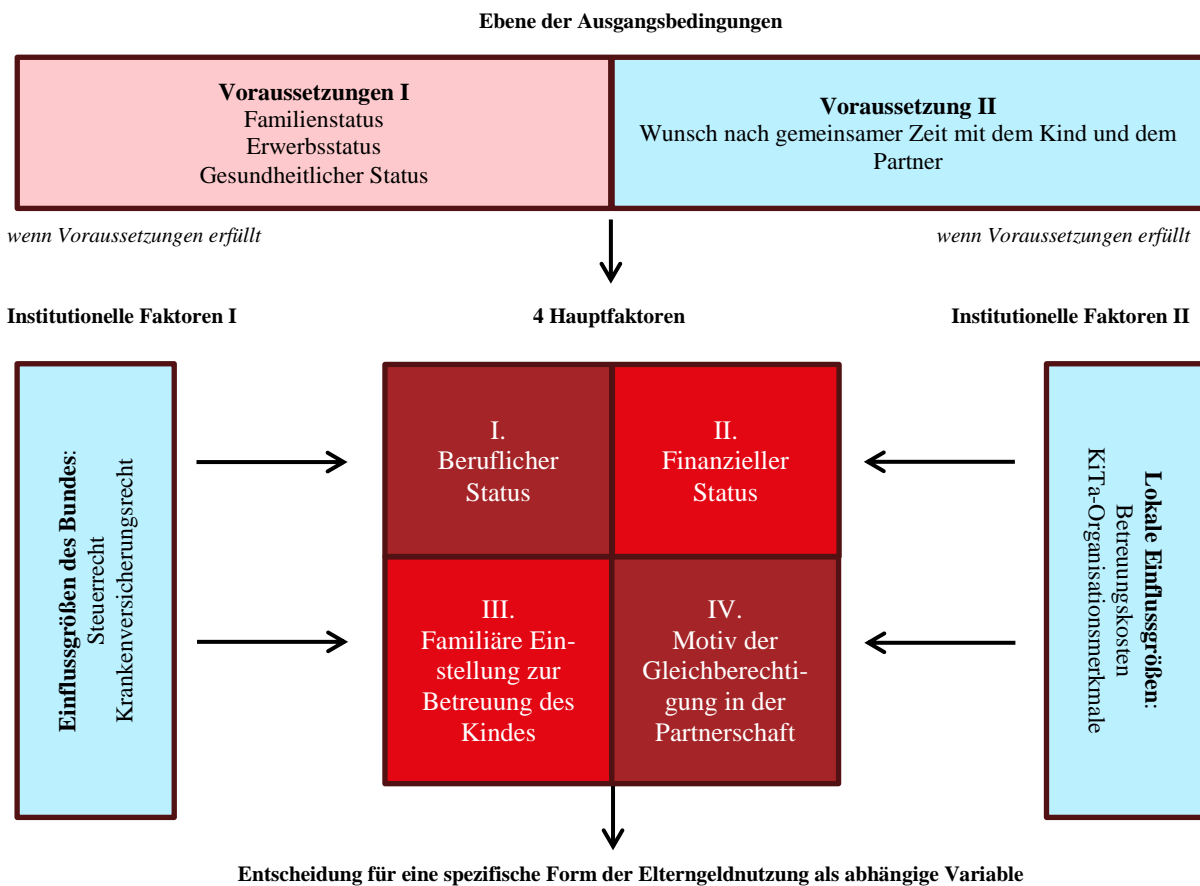 Ebene der Ausgangsbedingungen
Voraussetzungen I
Familienstatus
Erwerbsstatus
Gesundheitlicher Status
Voraussetzung II
Wunsch nach gemeinsamer Zeit mit dem Kind und dem
Partner
wenn Voraussetzungen erfüllt
wenn Voraussetzungen erfüllt
Institutionelle Faktoren I
4 Hauptfaktoren
Institutionelle Faktoren II
Einflussgrößen des Bundes:
Steuerrecht
Krankenversicherungsrecht
I.
Beruflicher
Status
II.
Finanzieller
Status
III.
Familiäre Ein-
stellung zur
Betreuung des
Kindes
IV.
Motiv der
Gleichberechti-
gung in der
Partnerschaft
Lokale Einflussgrößen:
Betreuungskosten
KiTa-Organisationsmerkmale
Entscheidung für eine spezifische Form der Elterngeldnutzung als abhängige Variable